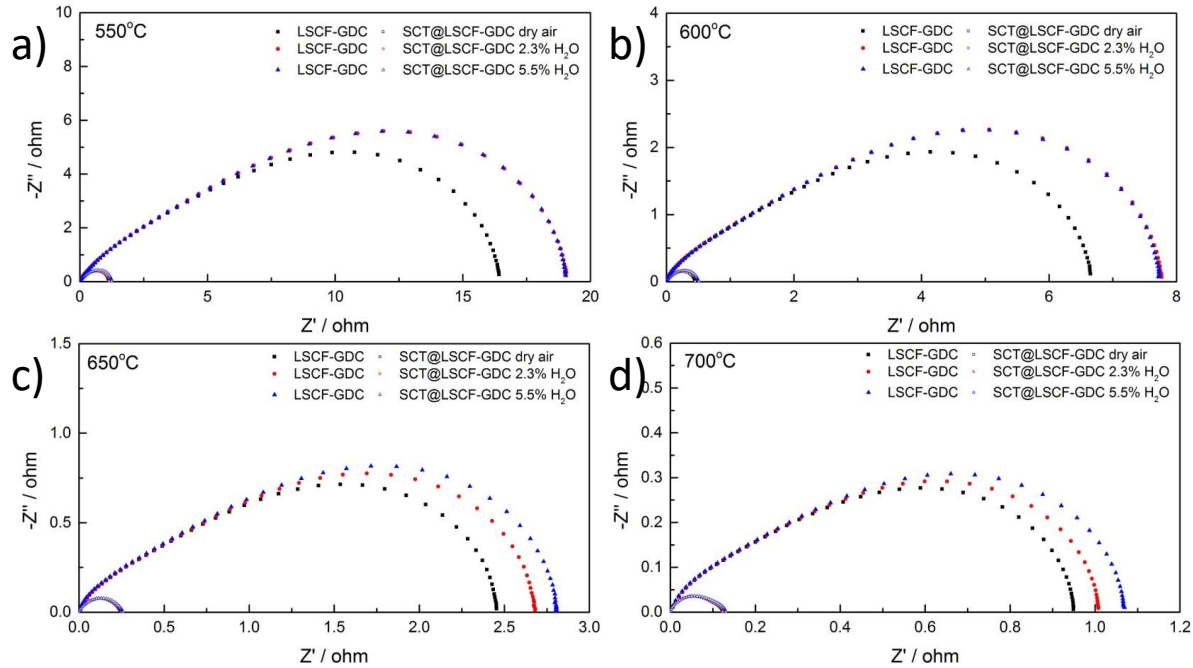 a)
550°C
LSCF-GDC SCT@LSCF-GDC dry air
LSCF-GDC SCT@LSCF-GDC 2.3% H₂O
LSCF-GDC SCT@LSCF-GDC 5.5% H₂O
10
8
6
4
2
0
-Z'' / ohm
0 5 10 15 20
Z' / ohm
b)
600°C
LSCF-GDC SCT@LSCF-GDC dry air
LSCF-GDC SCT@LSCF-GDC 2.3% H₂O
LSCF-GDC SCT@LSCF-GDC 5.5% H₂O
4
3
2
1
0
-Z'' / ohm
0 2 4 6 8
Z' / ohm
c)
650°C
LSCF-GDC SCT@LSCF-GDC dry air
LSCF-GDC SCT@LSCF-GDC 2.3% H₂O
LSCF-GDC SCT@LSCF-GDC 5.5% H₂O
1.5
1.0
0.5
0.0
-Z'' / ohm
0.0 0.5 1.0 1.5 2.0 2.5 3.0
Z' / ohm
d)
700°C
LSCF-GDC SCT@LSCF-GDC dry air
LSCF-GDC SCT@LSCF-GDC 2.3% H₂O
LSCF-GDC SCT@LSCF-GDC 5.5% H₂O
0.6
0.5
0.4
0.3
0.2
0.1
0.0
-Z'' / ohm
0.0 0.2 0.4 0.6 0.8 1.0 1.2
Z' / ohm